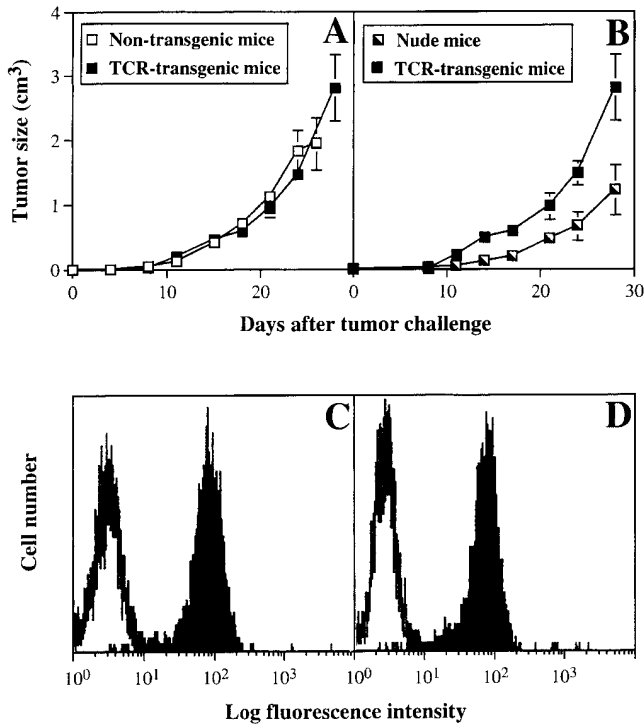 A
Non-transgenic mice
TCR-transgenic mice
B
Nude mice
TCR-transgenic mice
Tumor size (cm³)
4
3
2
1
0
0 10 20
0 10 20 30
Days after tumor challenge
C
D
Cell number
10⁰ 10¹ 10² 10³
10⁰ 10¹ 10² 10³
Log fluorescence intensity